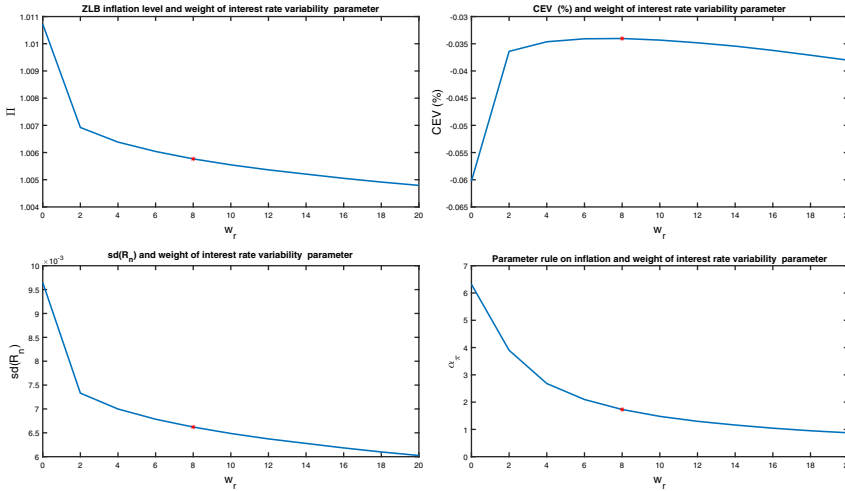 ZLB inflation level and weight of interest rate variability parameter
1.011
1.01
1.009
1.008
1.007
1.006
1.005
1.004
Π
0 2 4 6 8 10 12 14 16 18 20
w_r
CEV (%) and weight of interest rate variability parameter
-0.03
-0.035
-0.04
-0.045
-0.05
-0.055
-0.06
-0.065
CEV (%)
0 2 4 6 8 10 12 14 16 18 20
w_r
sd(R_n) and weight of interest rate variability parameter
×10^-3
10
9.5
9
8.5
8
7.5
7
6.5
6
sd(R_n)
0 2 4 6 8 10 12 14 16 18 20
w_r
Parameter rule on inflation and weight of interest rate variability parameter
7
6
5
4
3
2
1
0
α_π
0 2 4 6 8 10 12 14 16 18 20
w_r